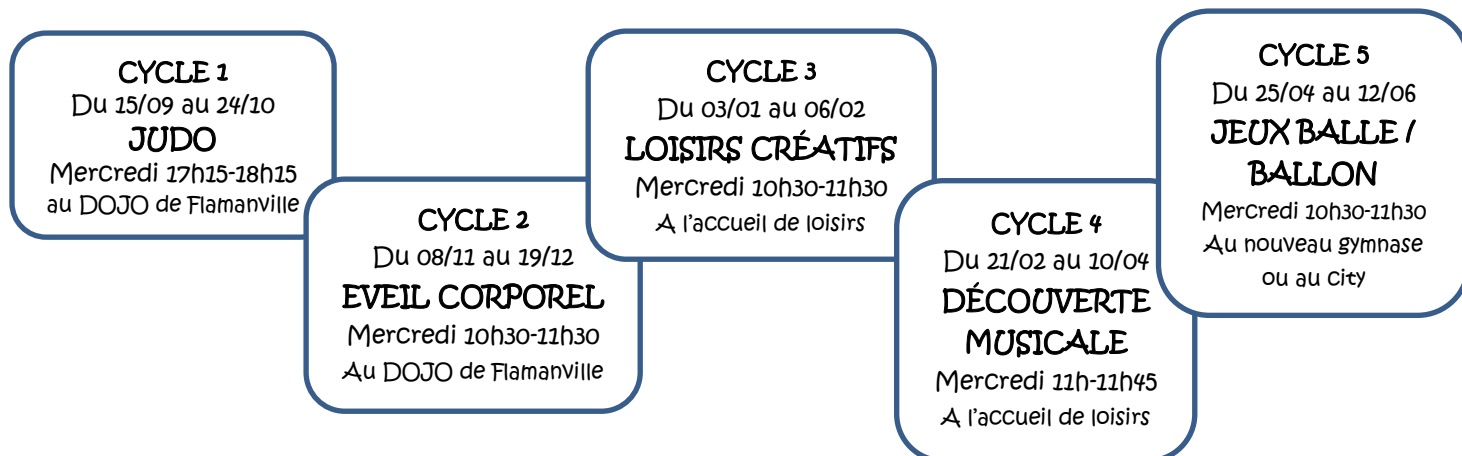 CYCLE 1
Du 15/09 au 24/10
JUDO
Mercredi 17h15-18h15
au DOJO de Flamanville
CYCLE 2
Du 08/11 au 19/12
EVEIL CORPOREL
Mercredi 10h30-11h30
Au DOJO de Flamanville
CYCLE 3
Du 03/01 au 06/02
LOISIRS CRÉATIFS
Mercredi 10h30-11h30
A l'accueil de loisirs
CYCLE 4
Du 21/02 au 10/04
DÉCOUVERTE
MUSICALE
Mercredi 11h-11h45
A l'accueil de loisirs
CYCLE 5
Du 25/04 au 12/06
JEUX BALLE /
BALLON
Mercredi 10h30-11h30
Au nouveau gymnase
ou au city